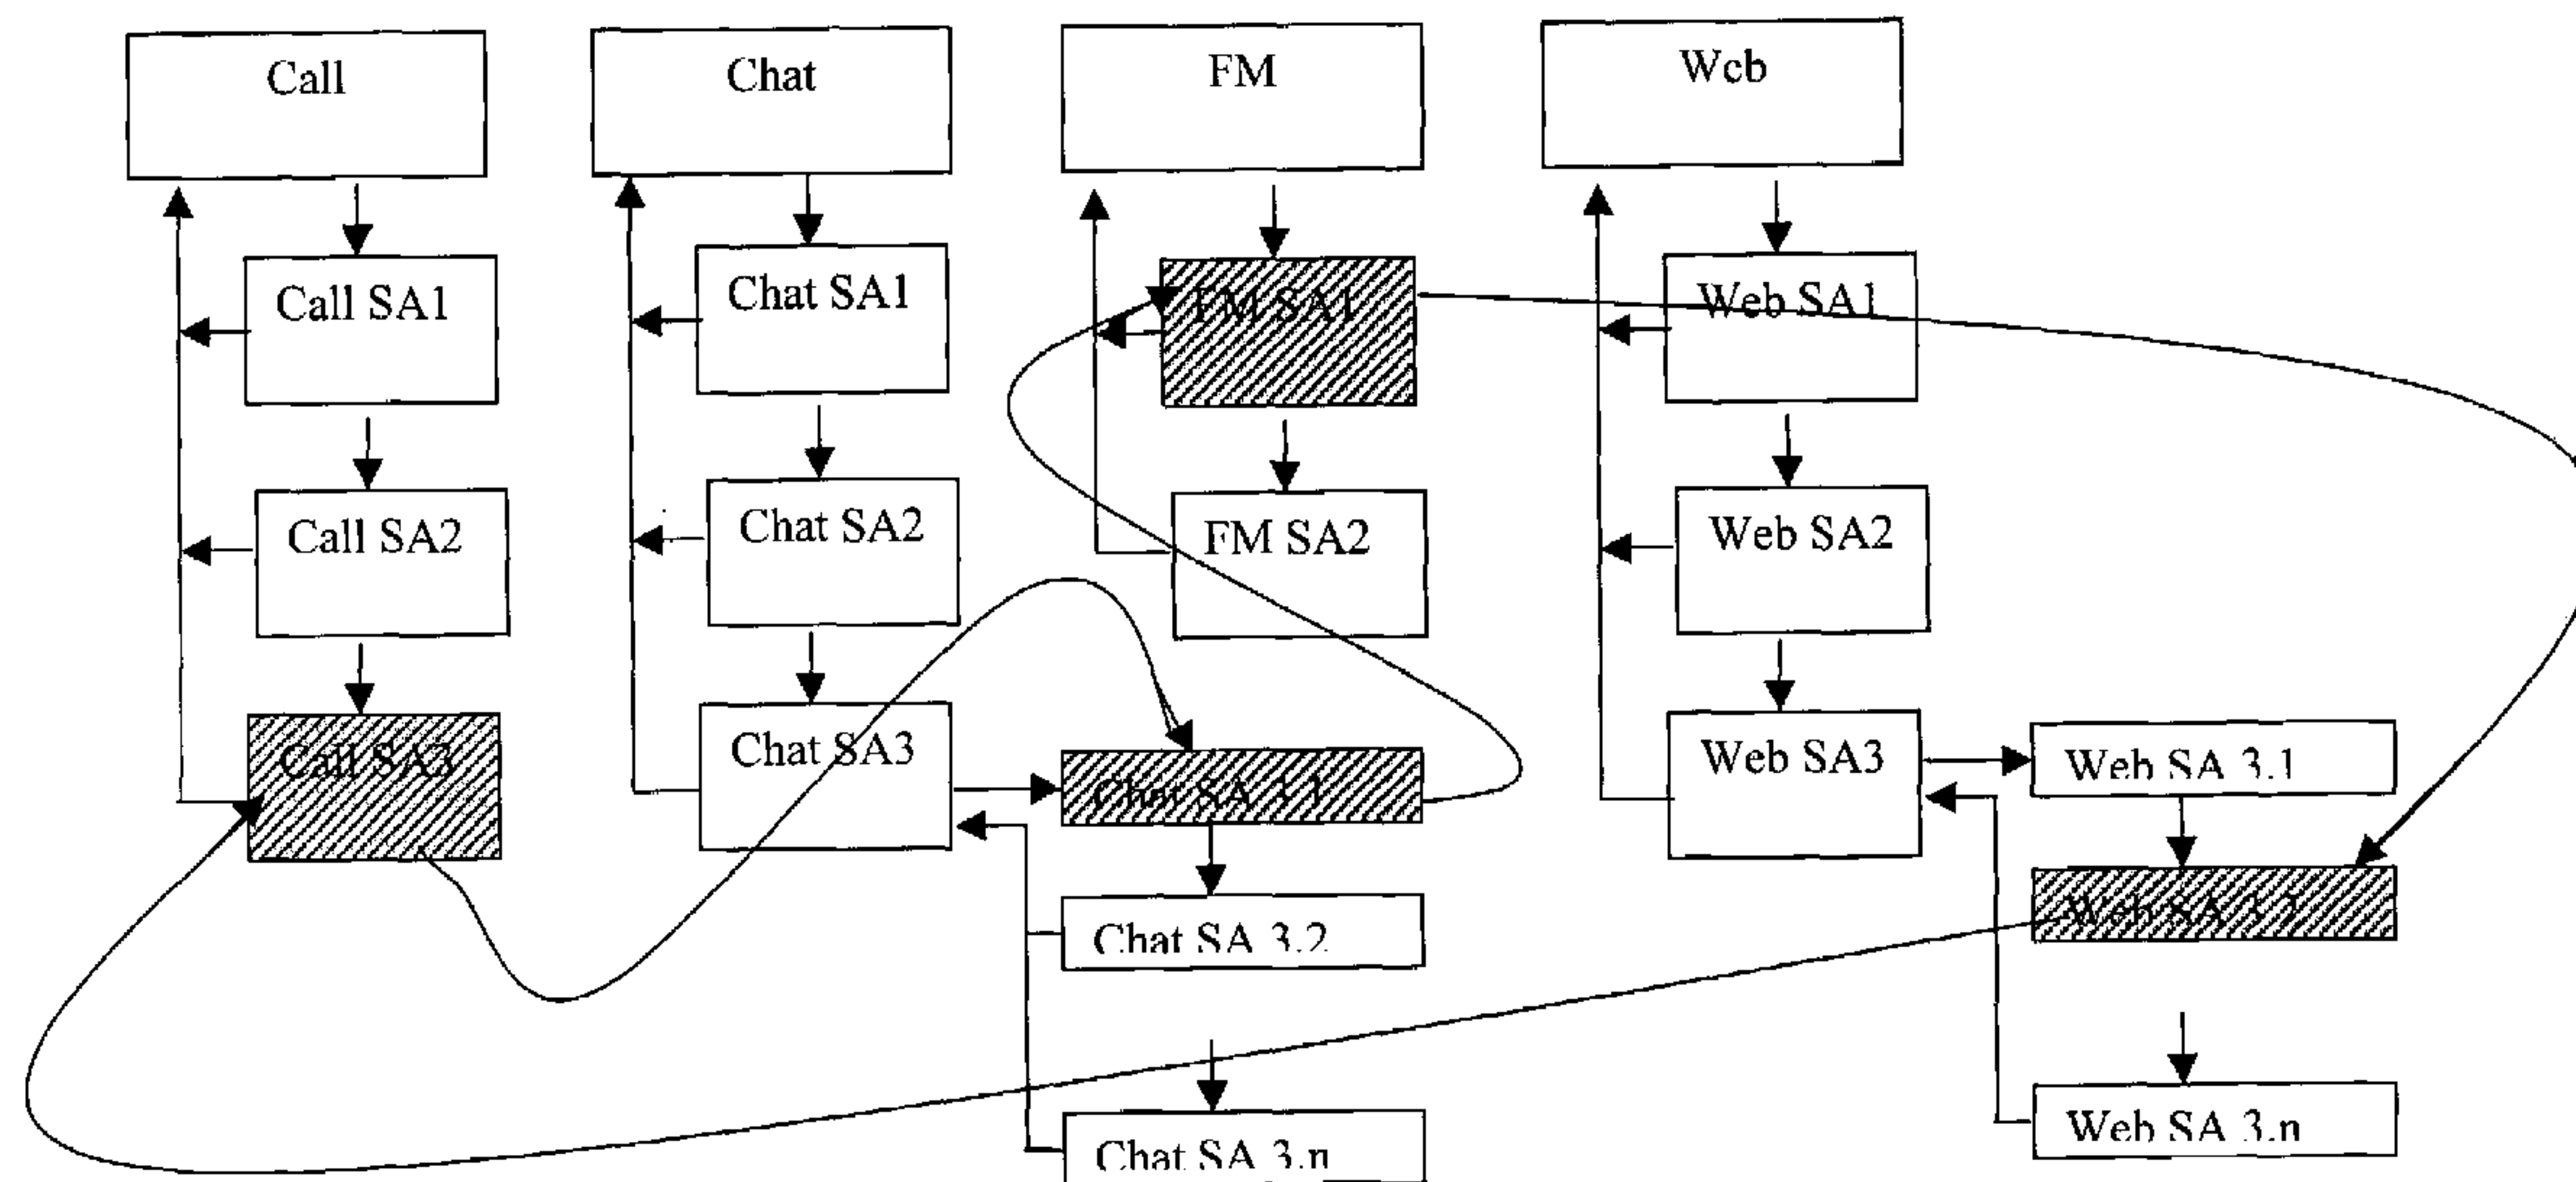 Call
Chat
FM
Web
Call SA1
Chat SA1
FM SA1
Web SA1
Call SA2
Chat SA2
FM SA2
Web SA2
Call SA3
Chat SA3
Chat SA 3.1
Web SA3
Web SA 3.1
Chat SA 3.2
Web SA 3.2
Chat SA 3.n
Web SA 3.n